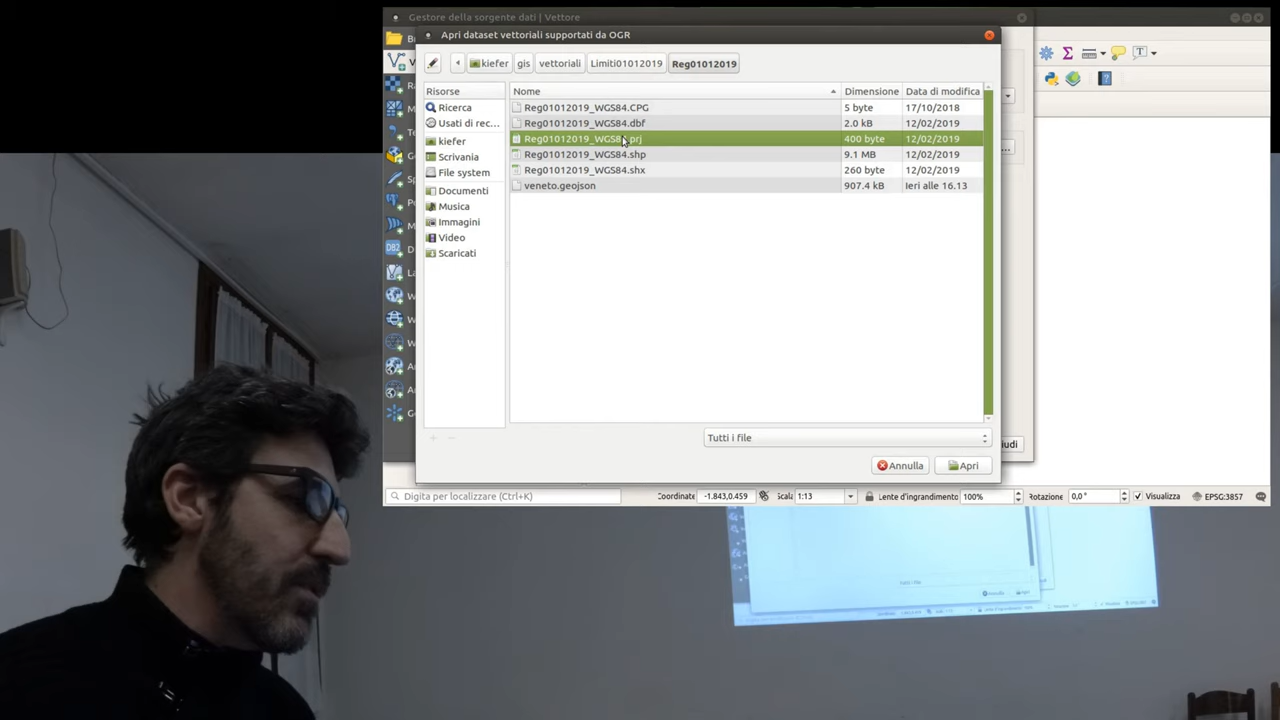 Gestore della sorgente dati | Vettore
Apri dataset vettoriali supportati da OGR
kiefer gis vettoriali Limiti01012019 Reg01012019
Risorse Nome Dimensione Data di modifica
Ricerca
Usati di rec...
kiefer
Scrivania
File system
Documenti
Musica
Immagini
Video
Scaricati
Reg01012019_WGS84.CPG 5 byte 17/10/2018
Reg01012019_WGS84.dbf 2.0 kB 12/02/2019
Reg01012019_WGS84.prj 400 byte 12/02/2019
Reg01012019_WGS84.shp 9.1 MB 12/02/2019
Reg01012019_WGS84.shx 260 byte 12/02/2019
veneto.geojson 907.4 kB Ieri alle 16.13
Tutti i file
Annulla Apri
Digita per localizzare (Ctrl+K) Coordinate -1.843,0.459 Scala 1:13 Lente d'ingrandimento 100% Rotazione 0,0 ° Visualizza EPSG:3857